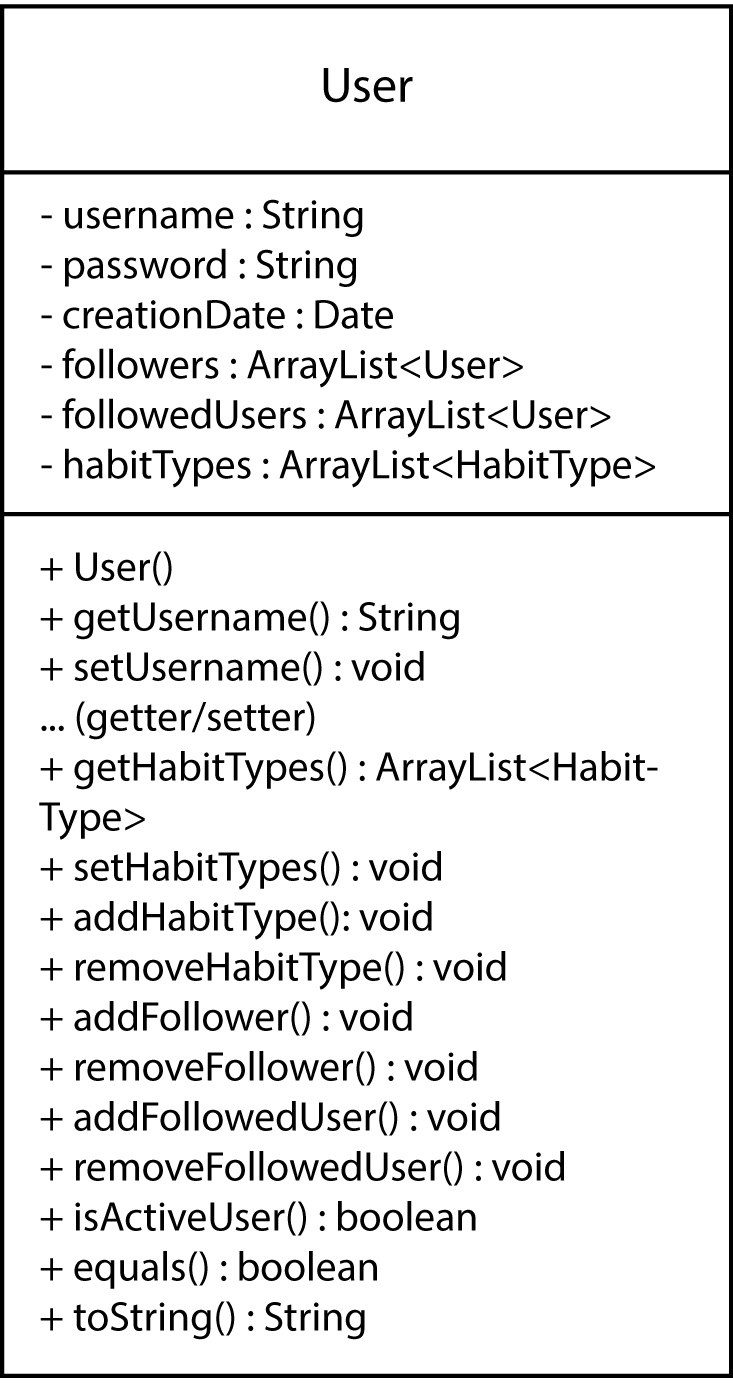 User
- username : String
- password : String
- creationDate : Date
- followers : ArrayList<User>
- followedUsers : ArrayList<User>
- habitTypes : ArrayList<HabitType>
+ User()
+ getUsername() : String
+ setUsername() : void
... (getter/setter)
+ getHabitTypes() : ArrayList<Habit-
Type>
+ setHabitTypes() : void
+ addHabitType(): void
+ removeHabitType() : void
+ addFollower() : void
+ removeFollower() : void
+ addFollowedUser() : void
+ removeFollowedUser() : void
+ isActiveUser() : boolean
+ equals() : boolean
+ toString() : String